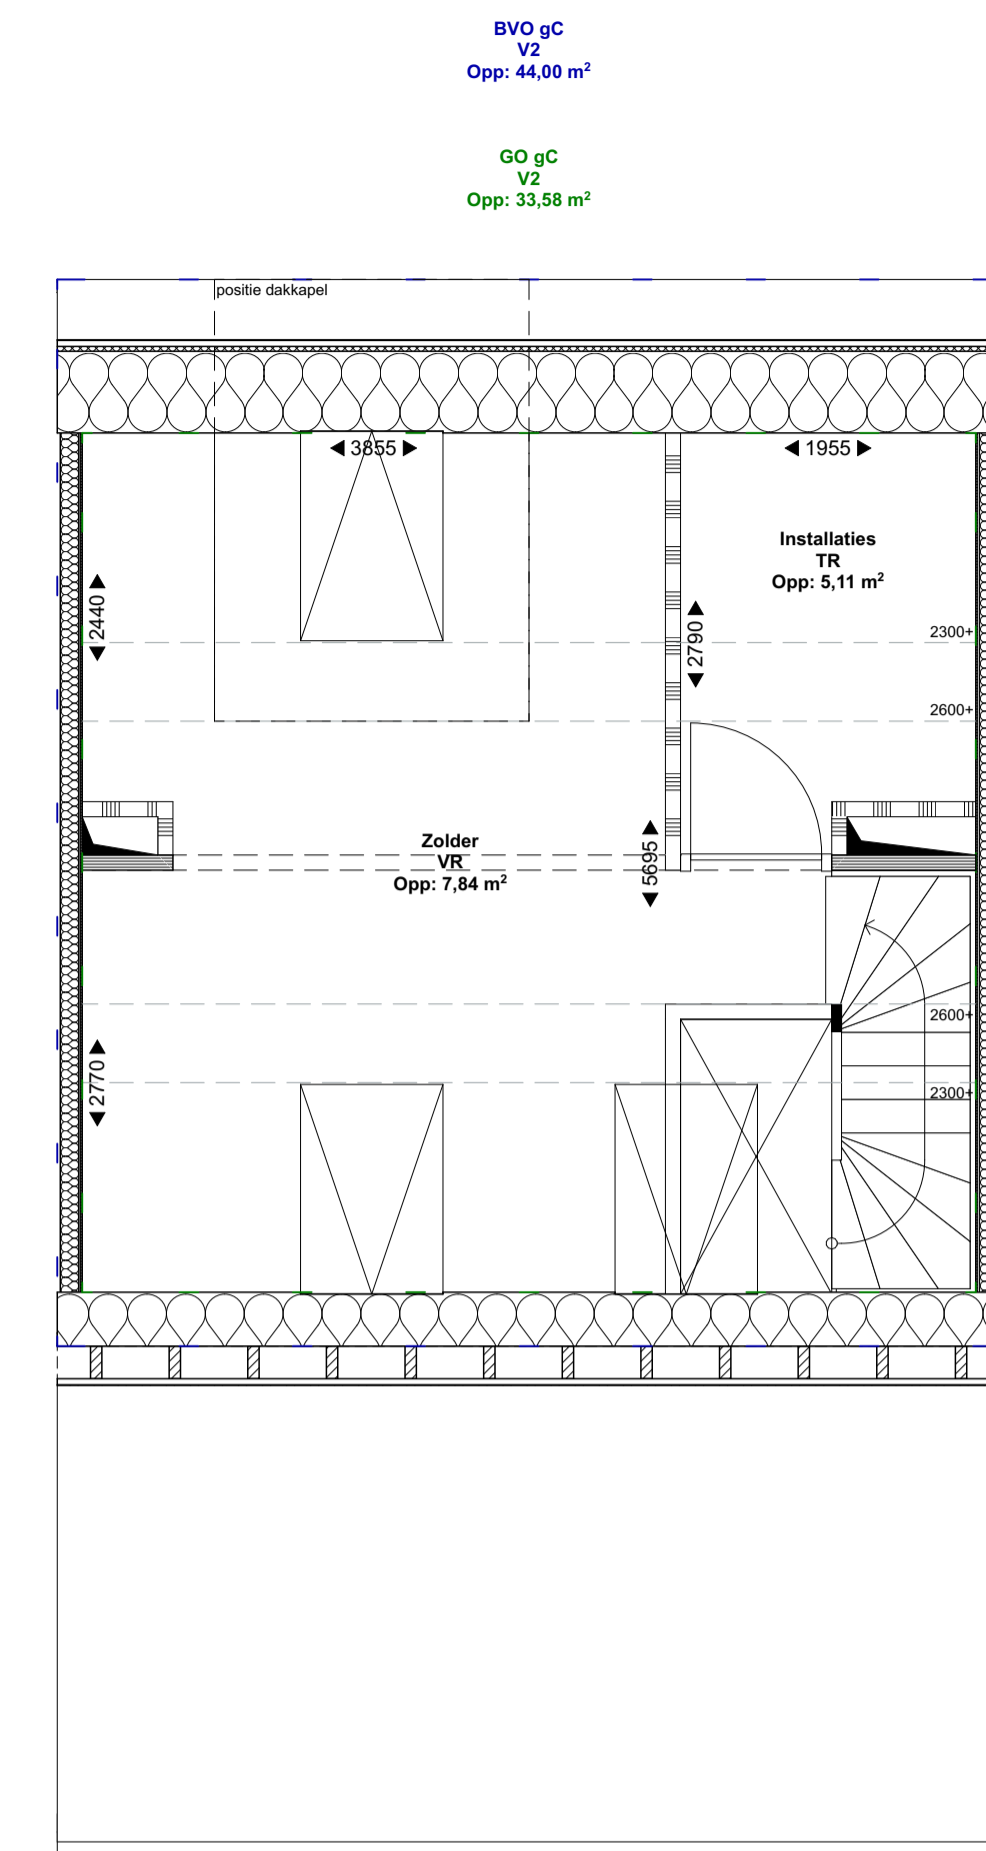 BVO gC
V2
Opp: 44,00 m²
GO gC
V2
Opp: 33,58 m²
positie dakkapel
3855
1955
Installaties
TR
Opp: 5,11 m²
2440
2790
2300+
2600+
Zolder
VR
Opp: 7,84 m²
5695
2600+
2770
2300+